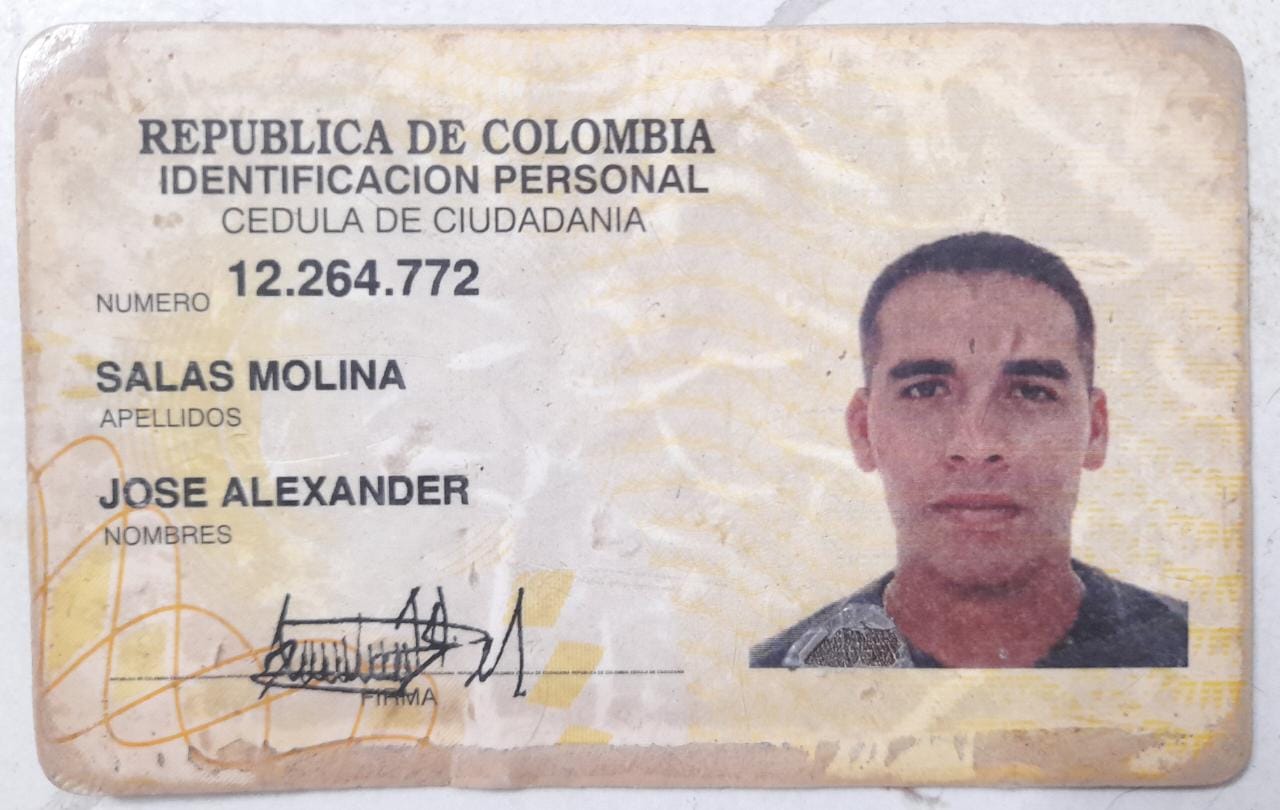 REPUBLICA DE COLOMBIA
IDENTIFICACION PERSONAL
CEDULA DE CIUDADANIA
NUMERO 12.264.772
SALAS MOLINA
APELLIDOS
JOSE ALEXANDER
NOMBRES
FIRMA